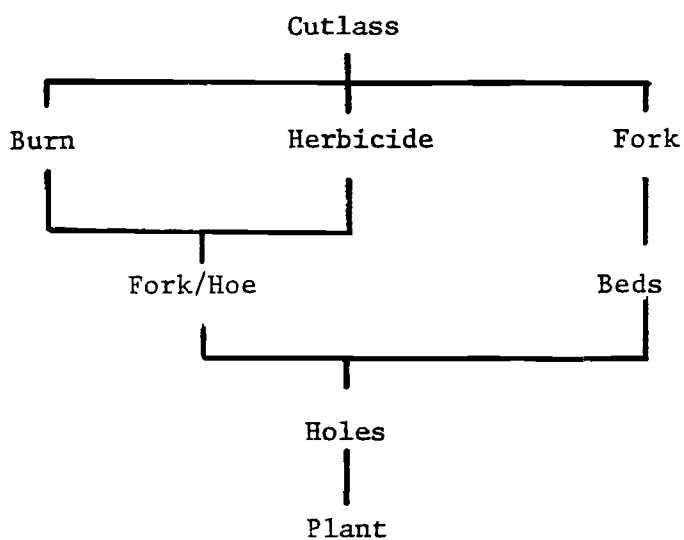 Cutlass
Burn Herbicide Fork
Fork/Hoe Beds
Holes
Plant